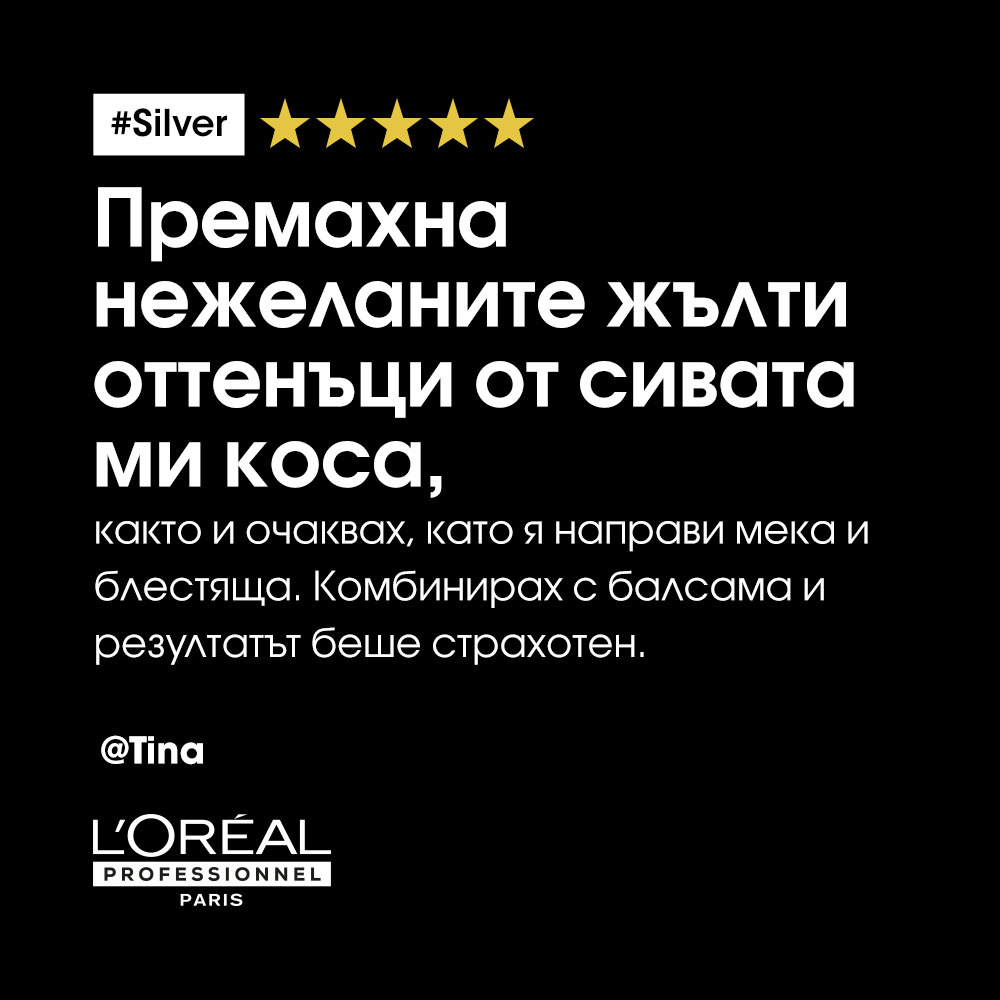 #Silver
Премахна
нежеланите жълти
оттенъци от сивата
ми коса,
както и очаквах, като я направи мека и
блестяща. Комбинирах с балсама и
резултатът беше страхотен.
@Tina
L'ORÉAL
PROFESSIONNEL
PARIS